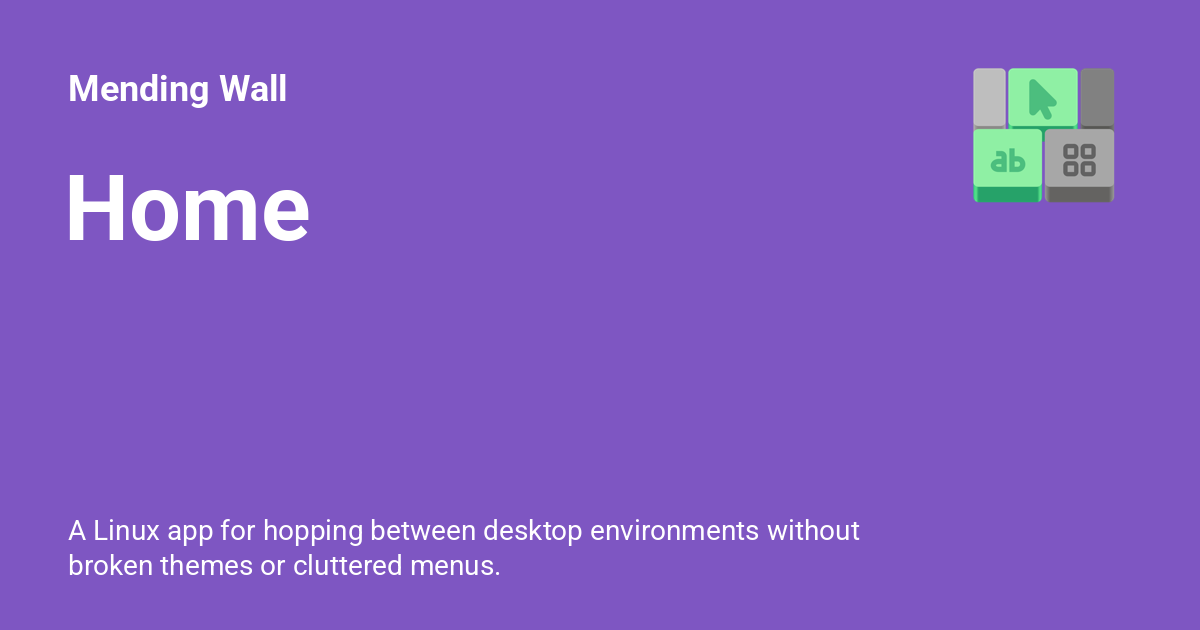 Mending Wall
Home
ab
A Linux app for hopping between desktop environments without
broken themes or cluttered menus.